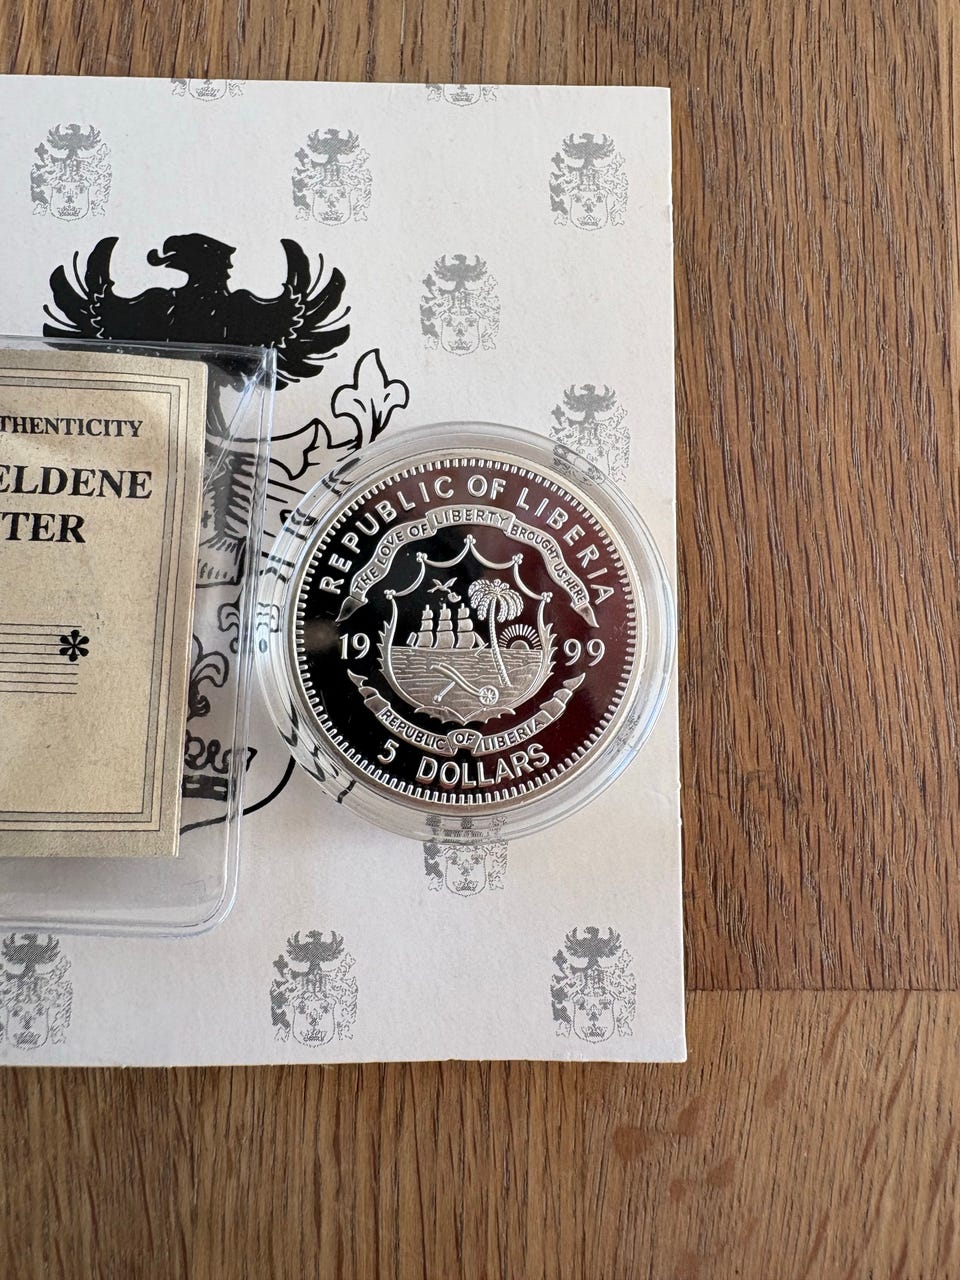 THENTICITY
ELDENE
TER
REPUBLIC OF LIBERIA
THE LOVE OF LIBERTY BROUGHT US HERE
19 99
REPUBLIC OF LIBERIA
5 DOLLARS